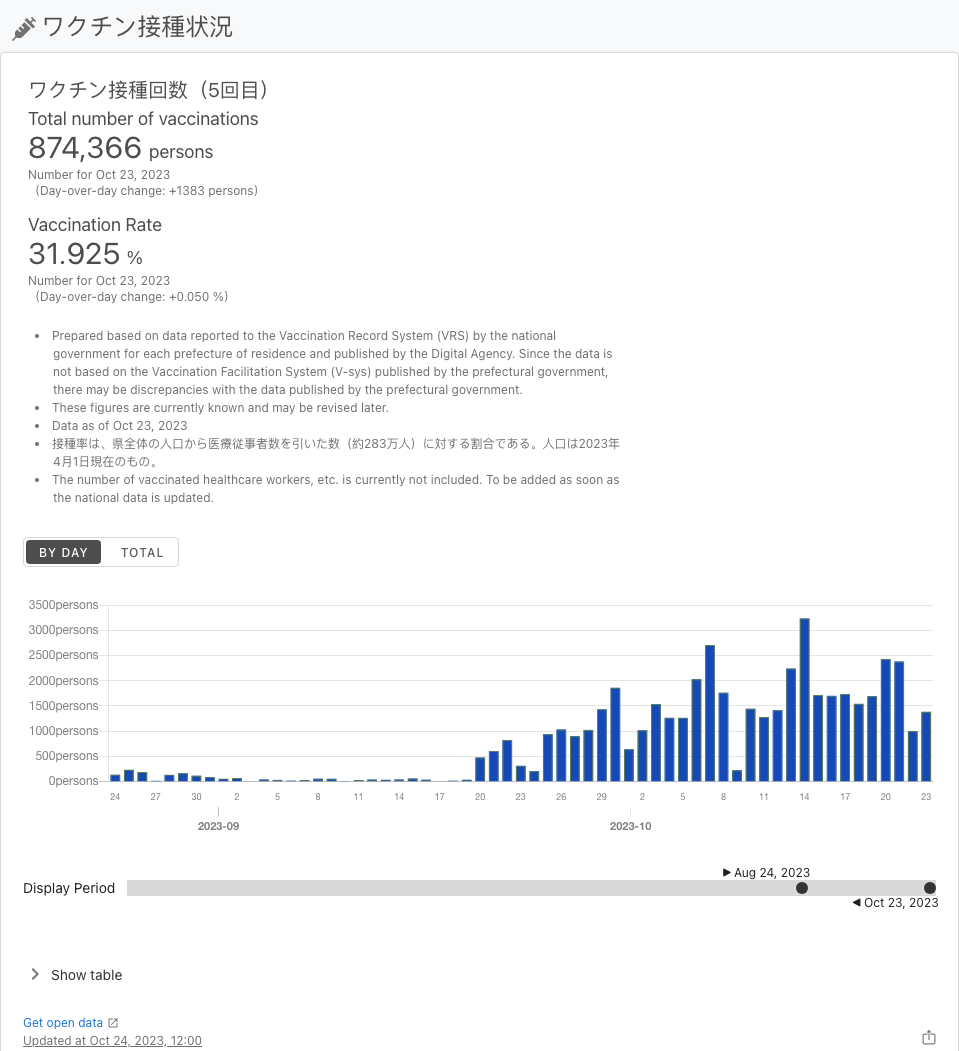 ワクチン接種状況
ワクチン接種回数（5回目）
Total number of vaccinations
874,366 persons
Number for Oct 23, 2023
（Day-over-day change: +1383 persons）
Vaccination Rate
31.925 %
Number for Oct 23, 2023
（Day-over-day change: +0.050 %）
• Prepared based on data reported to the Vaccination Record System (VRS) by the national
government for each prefecture of residence and published by the Digital Agency. Since the data is
not based on the Vaccination Facilitation System (V-sys) published by the prefectural government,
there may be discrepancies with the data published by the prefectural government.
• These figures are currently known and may be revised later.
• Data as of Oct 23, 2023
• 接種率は、県全体の人口から医療従事者数を引いた数（約283万人）に対する割合である。人口は2023年
4月1日現在のもの。
• The number of vaccinated healthcare workers, etc. is currently not included. To be added as soon as
the national data is updated.
BY DAY TOTAL
3500persons
3000persons
2500persons
2000persons
1500persons
1000persons
500persons
0persons
24 27 30 2 5 8 11 14 17 20 23 26 29 2 5 8 11 14 17 20 23
2023-09 2023-10
▶ Aug 24, 2023
Display Period
◀ Oct 23, 2023
Show table
Get open data
Updated at Oct 24, 2023, 12:00